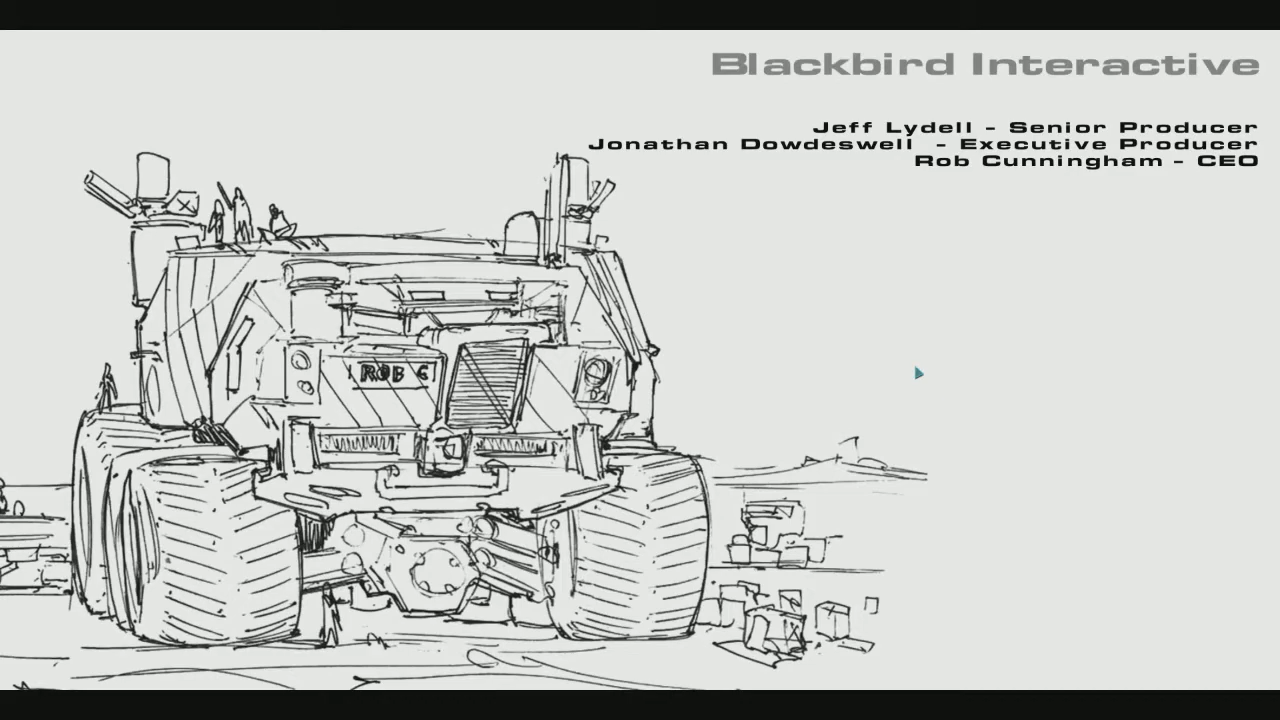 Blackbird Interactive
Jeff Lydell - Senior Producer
Jonathan Dowdeswell - Executive Producer
Rob Cunningham - CEO
ROB C